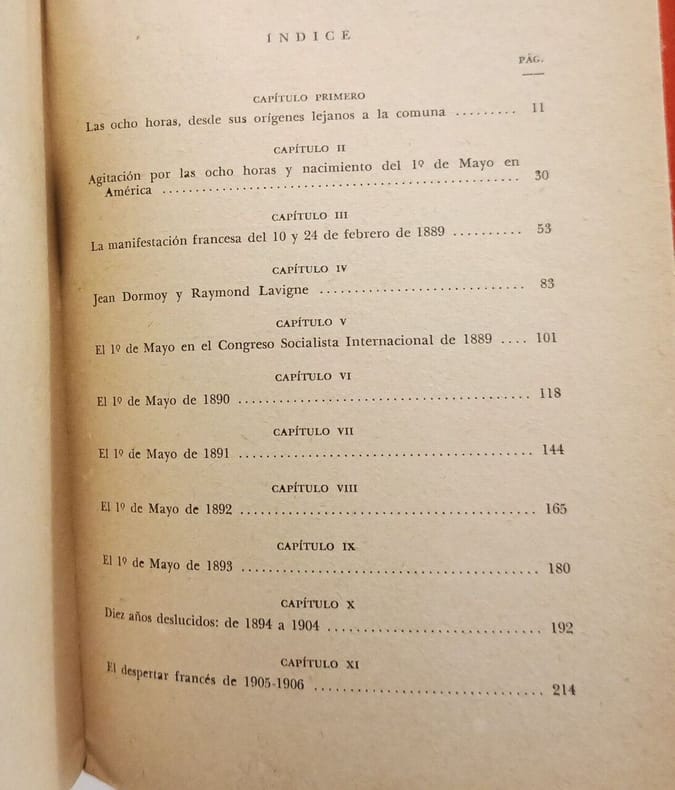 ÍNDICE
PÁG.
CAPÍTULO PRIMERO
Las ocho horas, desde sus orígenes lejanos a la comuna ......... 11
CAPÍTULO II
Agitación por las ocho horas y nacimiento del 1º de Mayo en
América ................................................ 30
CAPÍTULO III
La manifestación francesa del 10 y 24 de febrero de 1889 .......... 53
CAPÍTULO IV
Jean Dormoy y Raymond Lavigne ............................ 83
CAPÍTULO V
El 1º de Mayo en el Congreso Socialista Internacional de 1889 .... 101
CAPÍTULO VI
El 1º de Mayo de 1890 ...................................... 118
CAPÍTULO VII
El 1º de Mayo de 1891 ...................................... 144
CAPÍTULO VIII
El 1º de Mayo de 1892 ...................................... 165
CAPÍTULO IX
El 1º de Mayo de 1893 ...................................... 180
CAPÍTULO X
Diez años deslucidos: de 1894 a 1904 ............................ 192
CAPÍTULO XI
El despertar francés de 1905-1906 .............................. 214